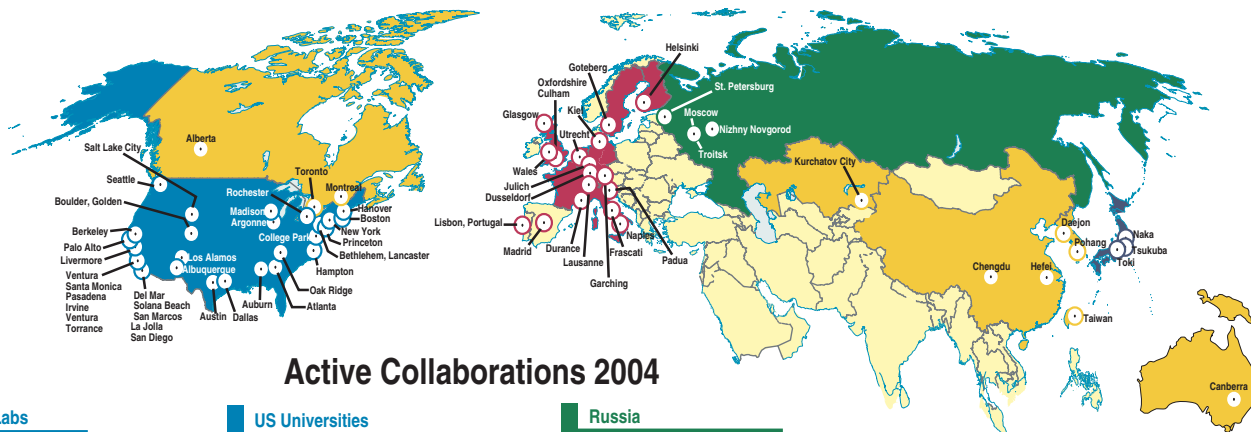 Helsinki
Goteberg
Oxfordshire
Culham
St. Petersburg
Kief
Moscow
Glasgow
Utrecht
Nizhny Novgorod
Alberta
Troitsk
Salt Lake City
Kurchatov City
Toronto
Wales
Seattle
Montreal
Rochester
Julich
Dusseldorf
Boulder, Golden
Madison
Hanover
Argonne
Boston
Daejon
Berkeley
New York
College Park
Lisbon, Portugal
Naples
Naka
Palo Alto
Princeton
Pohang
Madrid
Durance
Frascati
Tsukuba
Livermore
Los Alamos
Bethlehem, Lancaster
Lausanne
Padua
Toki
Albuquerque
Chengdu
Hefei
Ventura
Santa Monica
Pasadena
Irvine
Ventura
Torrance
Hampton
Garching
Oak Ridge
Del Mar
Solana Beach
San Marcos
La Jolla
San Diego
Auburn
Atlanta
Austin
Dallas
Taiwan
Active Collaborations 2004
Canberra
Labs
US Universities
Russia